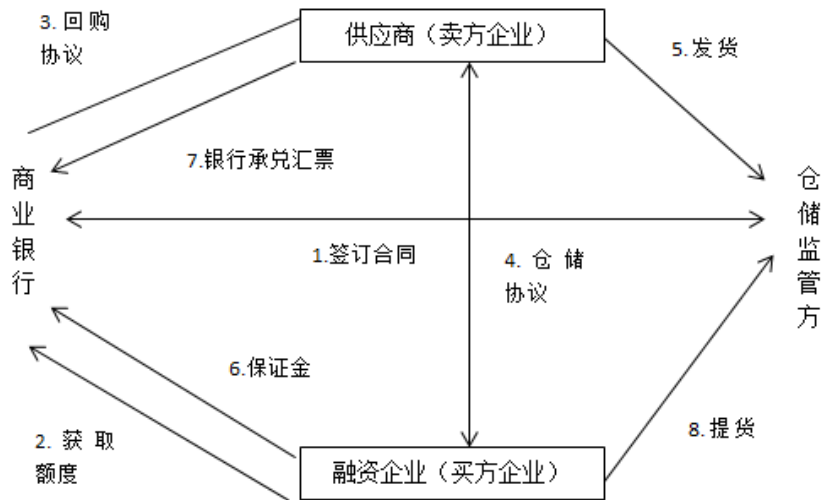 3. 回购
协议
供应商（卖方企业）
5.发货
7.银行承兑汇票
商业银行
仓储监管方
1.签订合同
4. 仓储
协议
6.保证金
2. 获取
额度
融资企业（买方企业）
8.提货